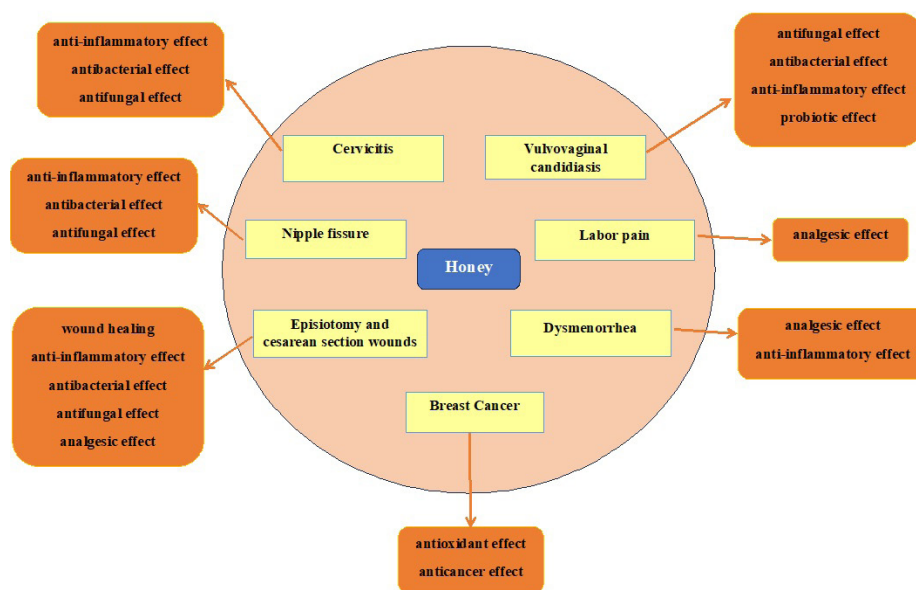 anti-inflammatory effect
antibacterial effect
antifungal effect
antifungal effect
antibacterial effect
anti-inflammatory effect
probiotic effect
Cervicitis
Vulvovaginal
candidiasis
anti-inflammatory effect
antibacterial effect
antifungal effect
Nipple fissure
Labor pain
analgesic effect
Honey
wound healing
anti-inflammatory effect
antibacterial effect
antifungal effect
analgesic effect
Episiotomy and
cesarean section wounds
Dysmenorrhea
analgesic effect
anti-inflammatory effect
Breast Cancer
antioxidant effect
anticancer effect